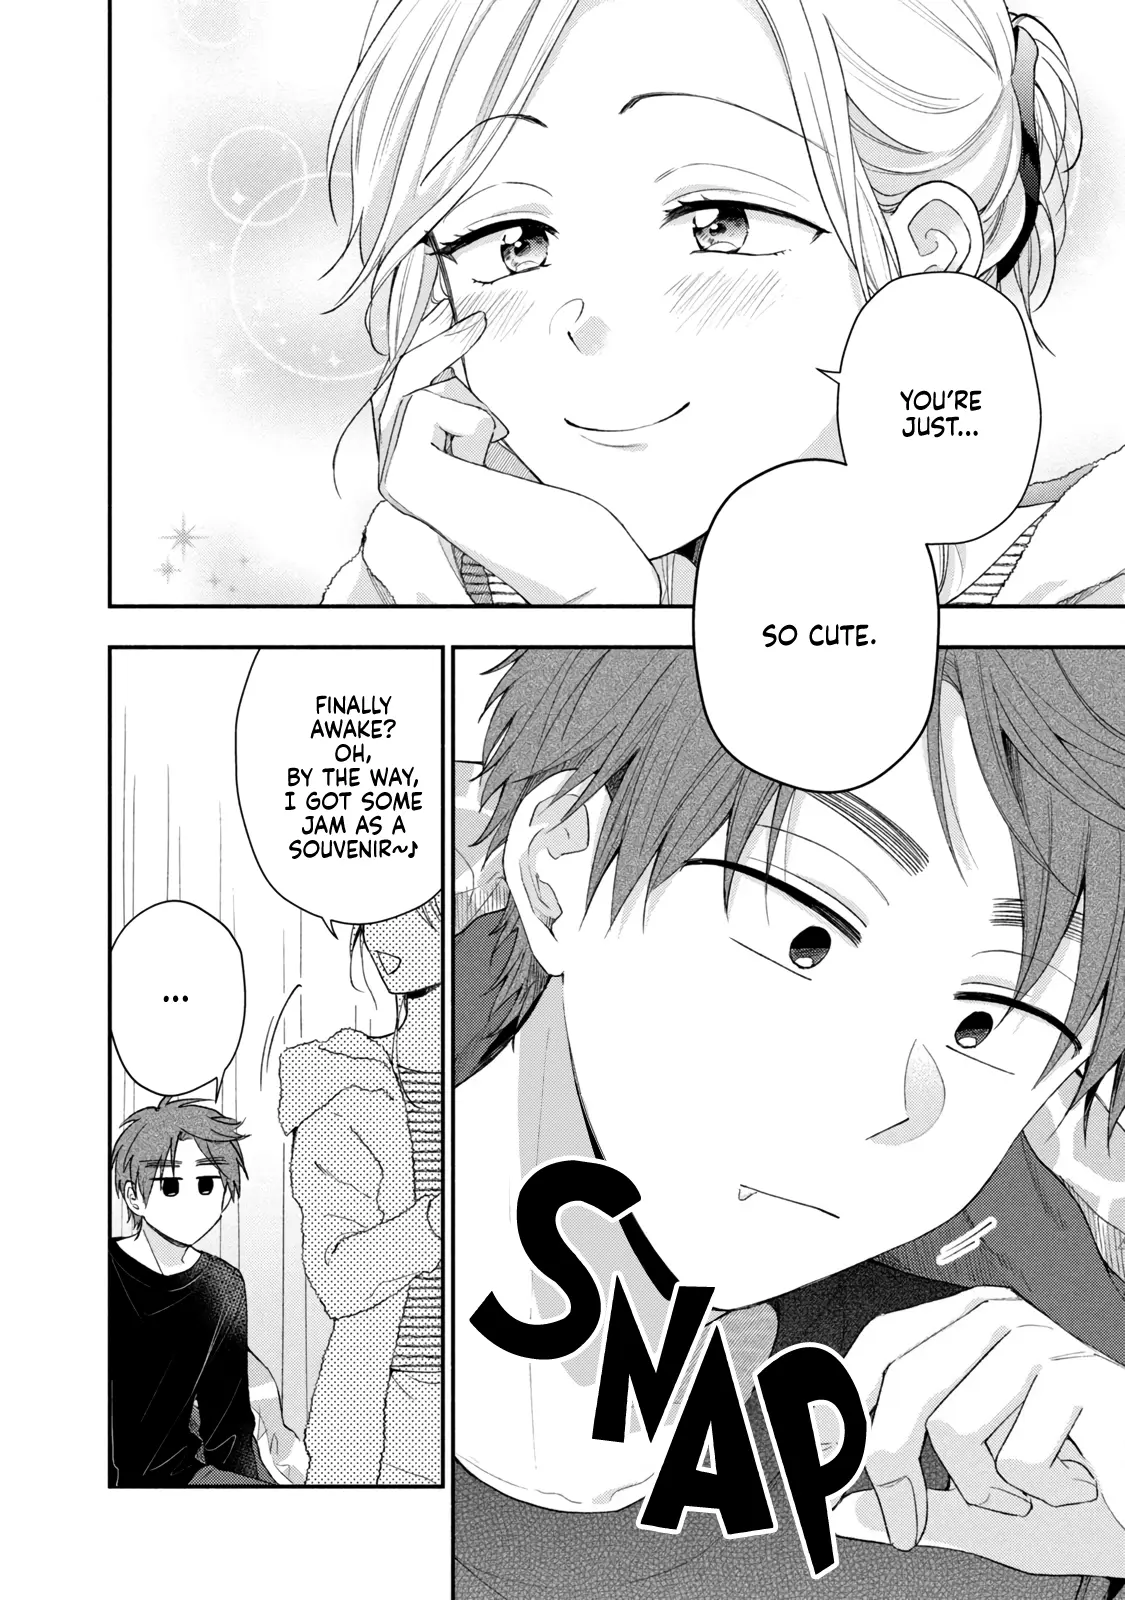 YOU'RE
JUST...
SO CUTE.
SNAP
FINALLY
AWAKE?
OH,
BY THE WAY,
I GOT SOME
JAM AS A
SOUVENIR~♪
...